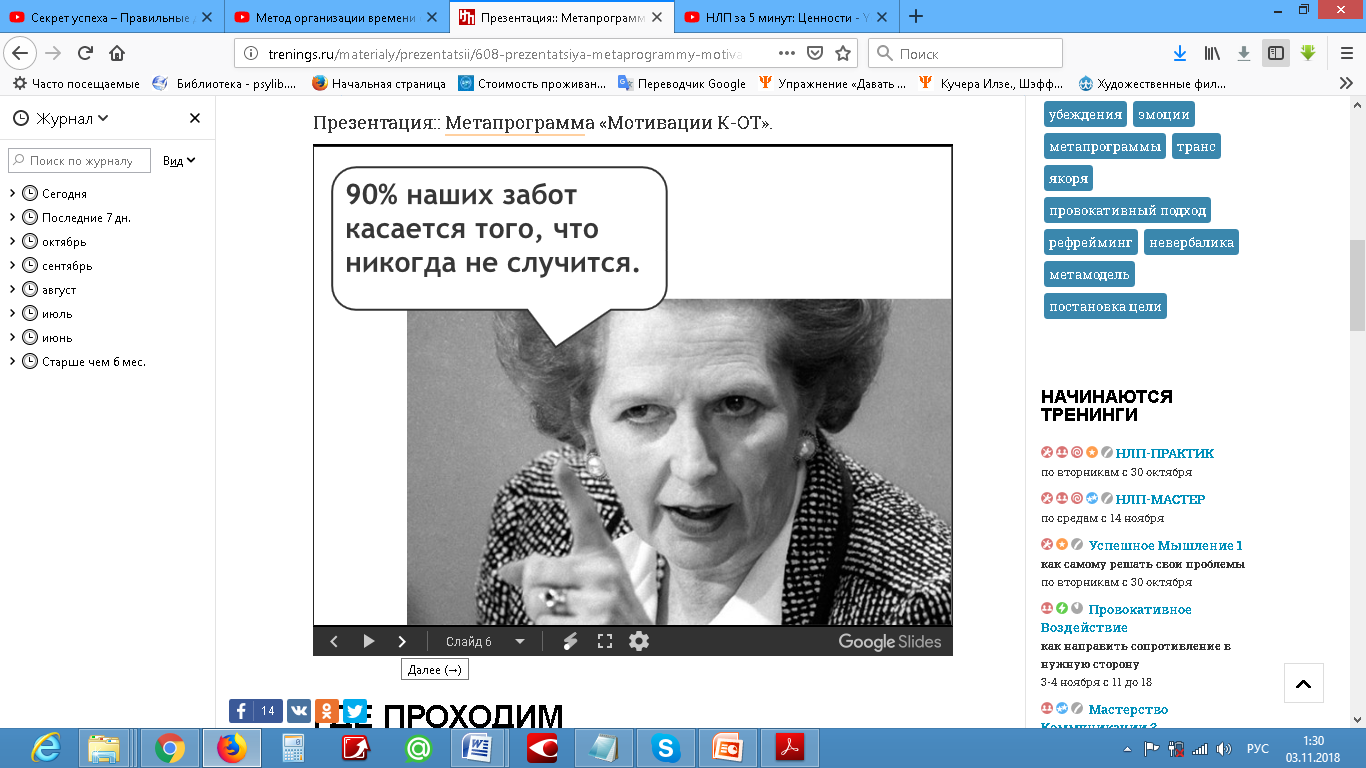 Секрет успеха – Правильные
Метод организации времени
Презентация:: Метапрограмм
НЛП за 5 минут: Ценности - Y
trenings.ru/materialy/prezentatsii/608-prezentatsiya-metaprogrammy-motiva
Поиск
Часто посещаемые
Библиотека - psylib....
Начальная страница
Стоимость прожиran...
Переводчик Google
Упражнение «Давать ...
Кучера Илзе., Шэфф...
Художественные фил...
Журнал
Поиск по журналу
Вид
Сегодня
Последние 7 дн.
октябрь
сентябрь
август
июль
июнь
Старше чем 6 мес.
Презентация:: Метапрограмма «Мотивации К-ОТ».
90% наших забот
касается того, что
никогда не случится.
Слайд 6
Google Slides
Далее (→)
14
ГДЕ ПРОХОДИМ
убеждения эмоции
метапрограммы транс
якоря
провокативный подход
рефрейминг невербалика
метамодель
постановка цели
НАЧИНАЮТСЯ
ТРЕНИНГИ
НЛП-ПРАКТИК
по вторникам с 30 октября
НЛП-МАСТЕР
по средам с 14 ноября
Успешное Мышление 1
как самому решать свои проблемы
по вторникам с 30 октября
Провокативное
Воздействие
как направить сопротивление в
нужную сторону
3-4 ноября с 11 до 18
Мастерство
Коммуникации 3
РУС
1:30
03.11.2018